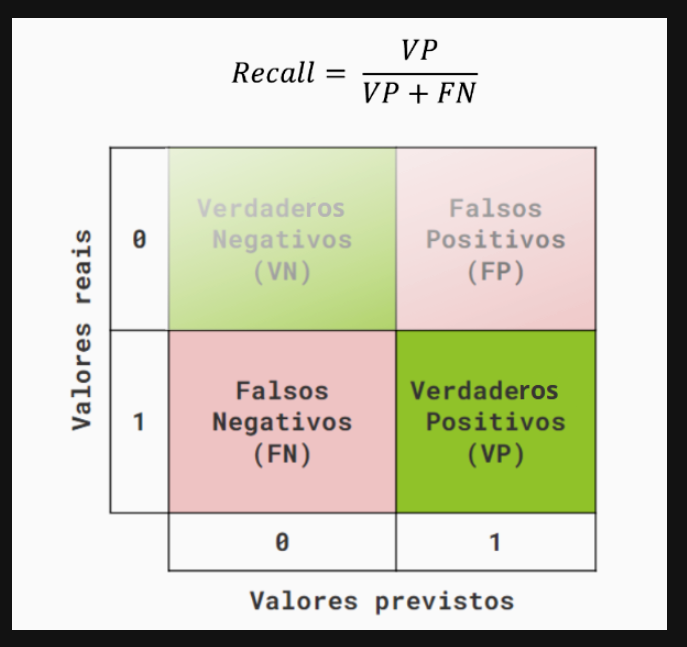 Recall = VP / VP + FN
Valores reais
0
Verdaderos
Negativos
(VN)
Falsos
Positivos
(FP)
1
Falsos
Negativos
(FN)
Verdaderos
Positivos
(VP)
0
1
Valores previstos